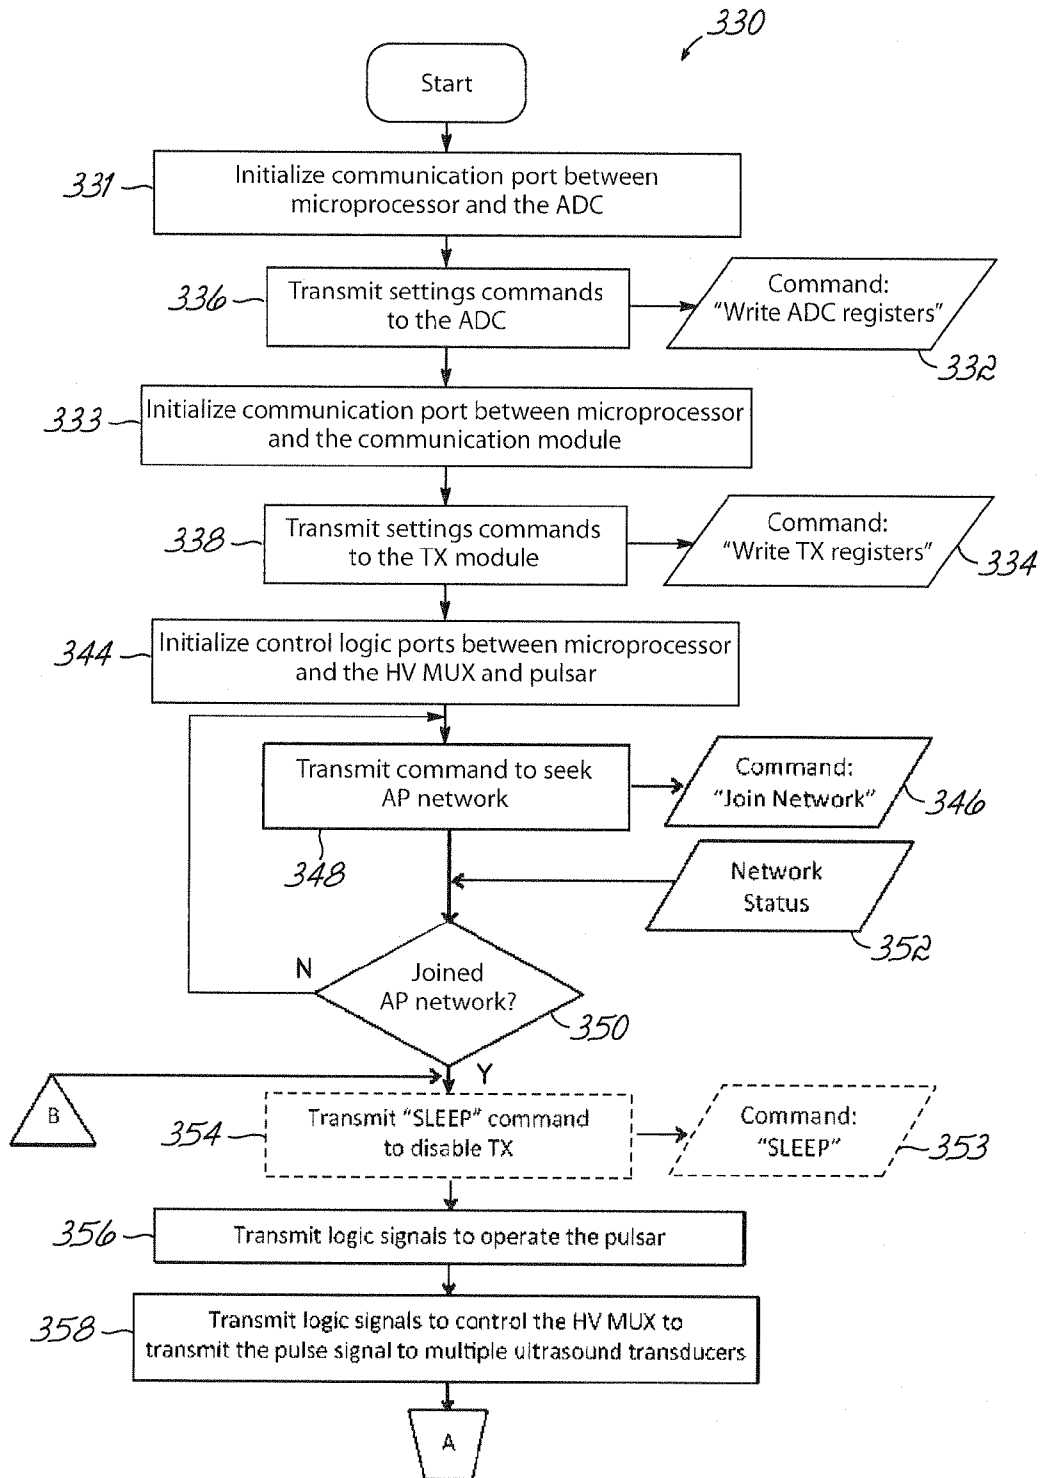 330
Start
331
Initialize communication port between
microprocessor and the ADC
336
Transmit settings commands
to the ADC
Command:
“Write ADC registers”
332
333
Initialize communication port between microprocessor
and the communication module
338
Transmit settings commands
to the TX module
Command:
“Write TX registers”
334
344
Initialize control logic ports between microprocessor
and the HV MUX and pulsar
Transmit command to seek
AP network
348
Command:
“Join Network”
346
Network
Status
352
N
Joined
AP network?
350
Y
B
354
Transmit “SLEEP” command
to disable TX
Command:
“SLEEP”
353
356
Transmit logic signals to operate the pulsar
358
Transmit logic signals to control the HV MUX to
transmit the pulse signal to multiple ultrasound transducers
A